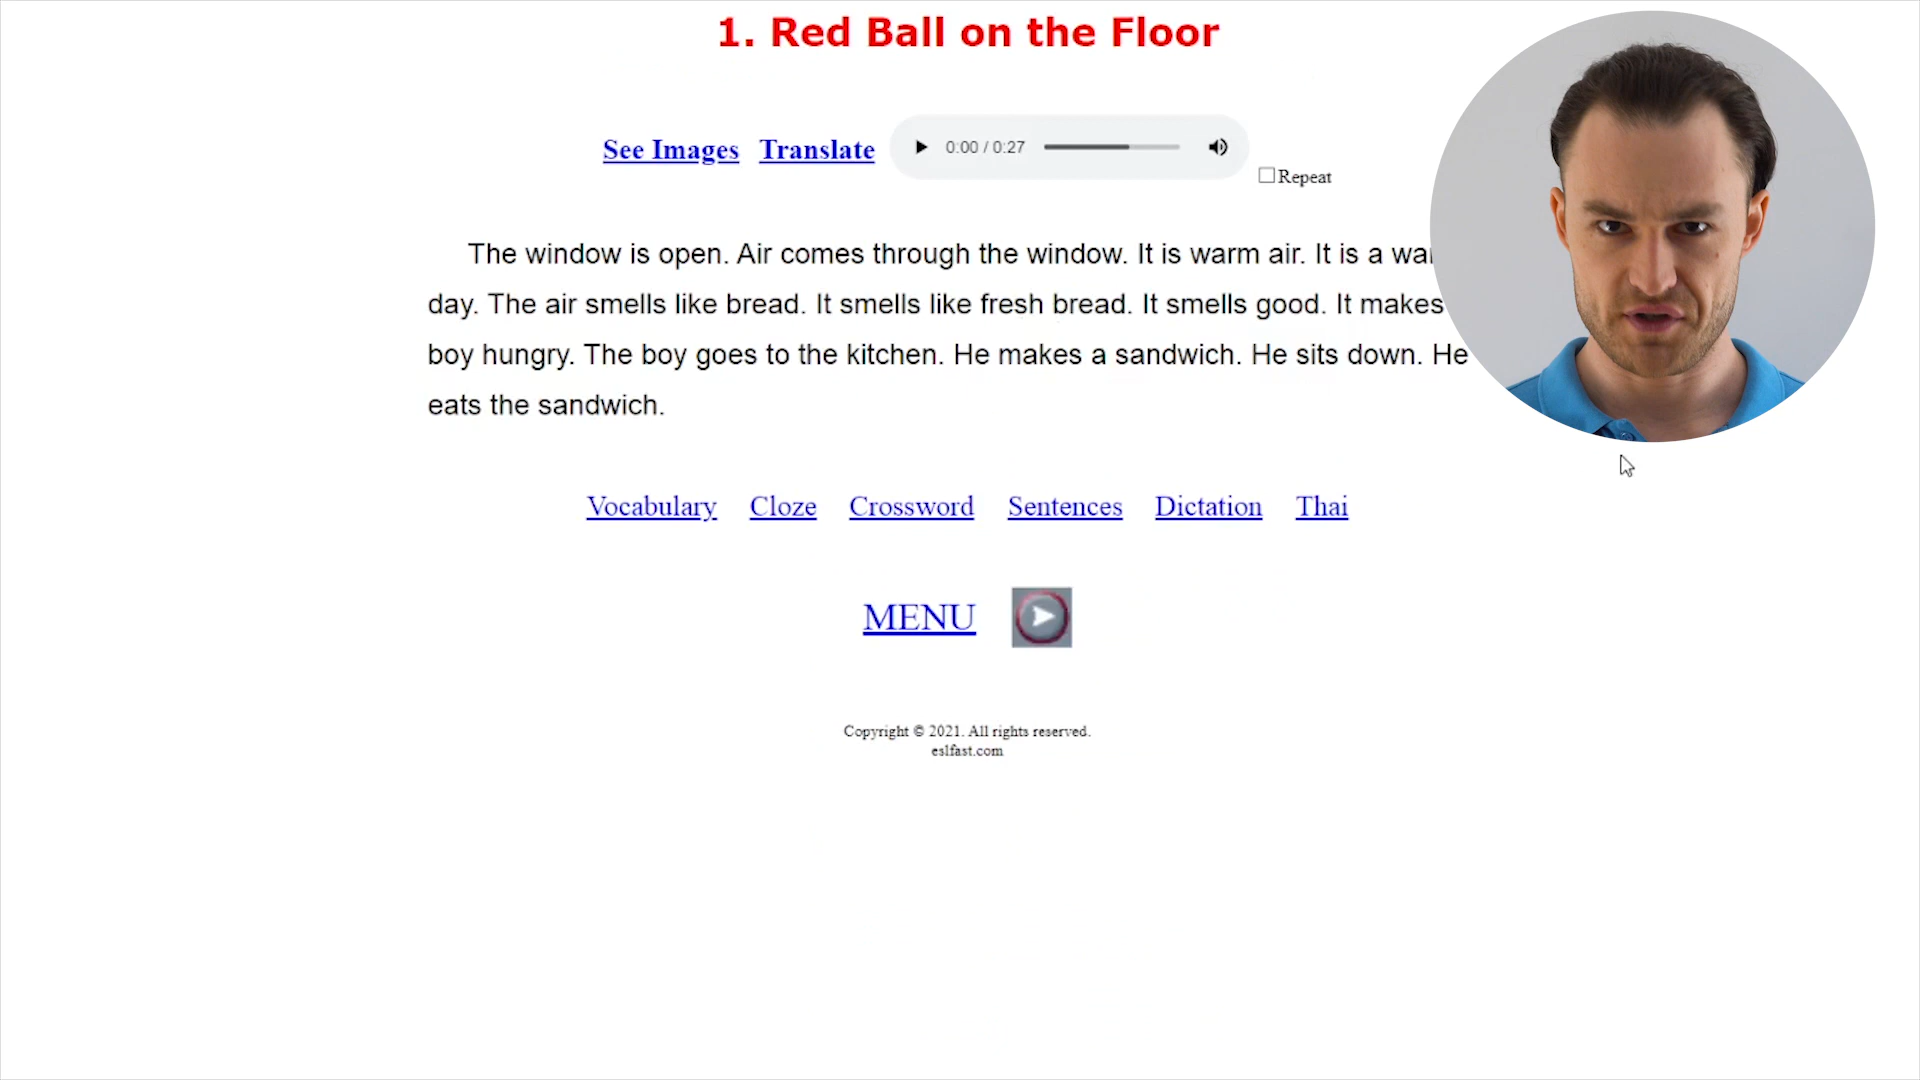 1. Red Ball on the Floor
See Images Translate 0:00 / 0:27
Repeat
The window is open. Air comes through the window. It is warm air. It is a
day. The air smells like bread. It smells like fresh bread. It smells good. It makes
boy hungry. The boy goes to the kitchen. He makes a sandwich. He sits down. He
eats the sandwich.
Vocabulary Cloze Crossword Sentences Dictation Thai
MENU
Copyright © 2021. All rights reserved.
eslfast.com